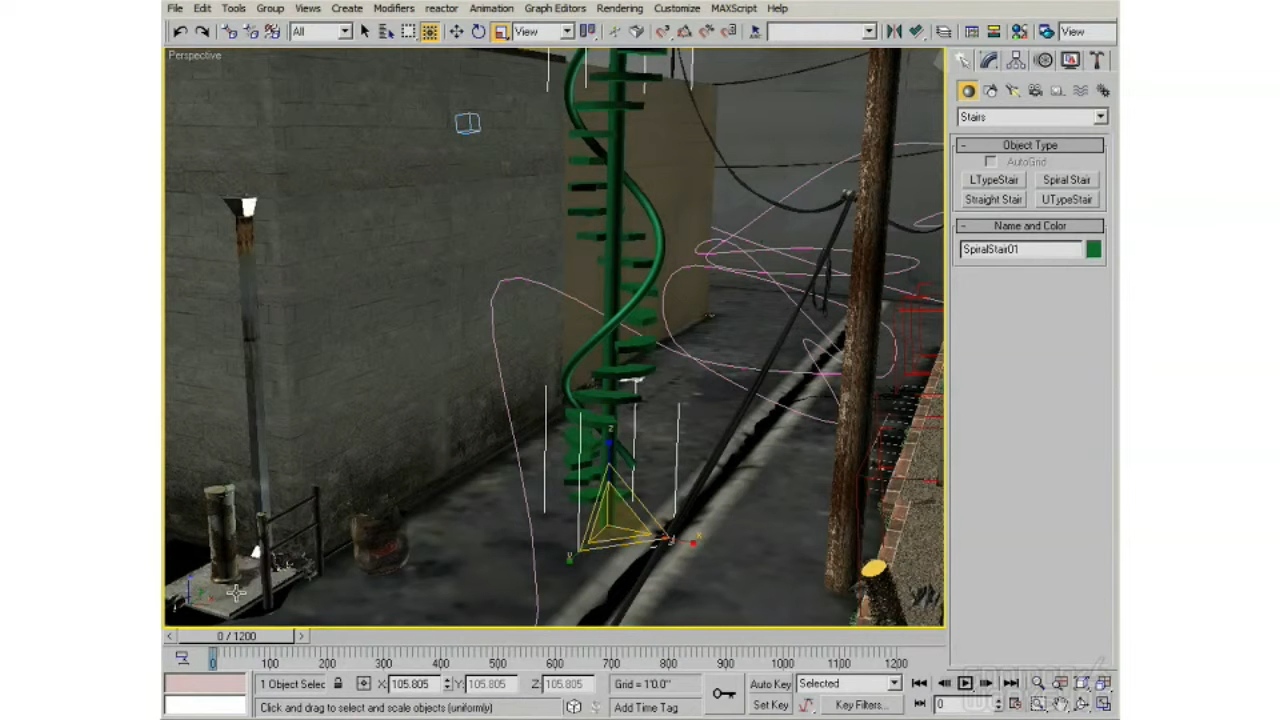 File Edit Tools Group Views Create Modifiers reactor Animation Graph Editors Rendering Customize MAXScript Help
All View View
Perspective
Stairs
- Object Type
AutoGrid
LTypeStair Spiral Stair
Straight Stair UTypeStair
- Name and Color
SpiralStair01
z
x
y
< 0 / 1200 >
0 100 200 300 400 500 600 700 800 900 1000 1100 1200
1 Object Selec X: 105.805 Y: 105.805 Z: 105.805 Grid = 1'0.0" Auto Key Selected
Click and drag to select and scale objects (uniformly) Add Time Tag Set Key Key Filters... 0